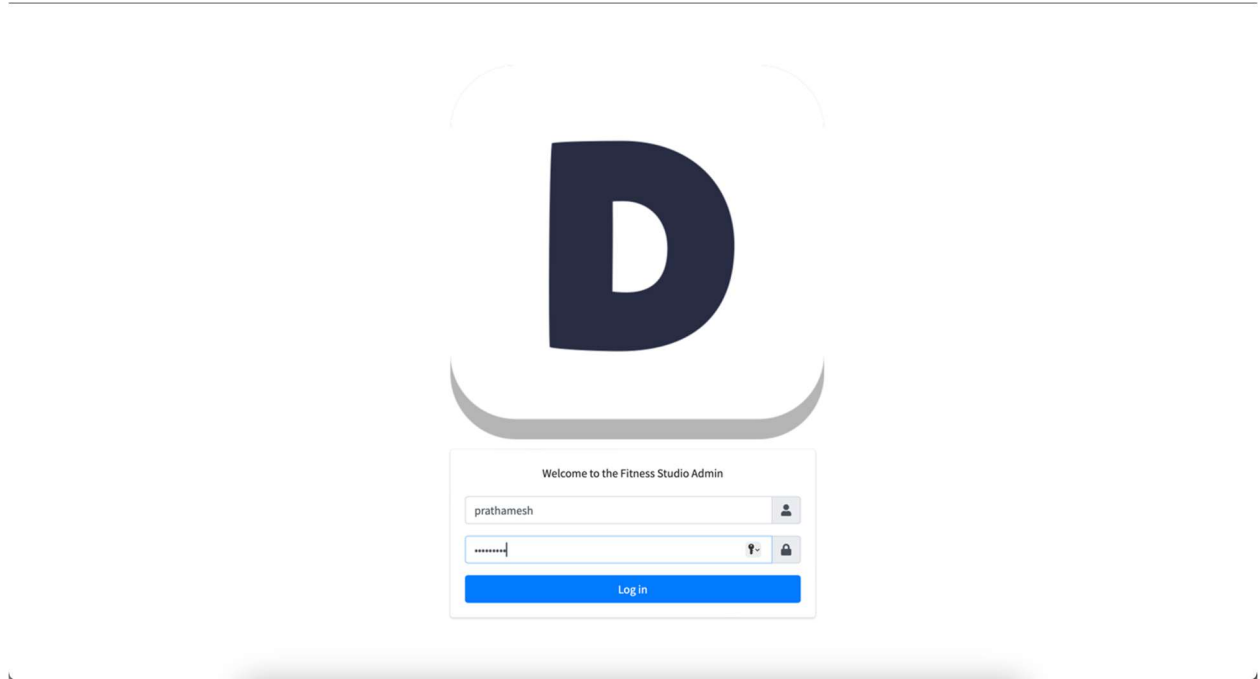 D
Welcome to the Fitness Studio Admin
prathamesh
•••••••••
Log in